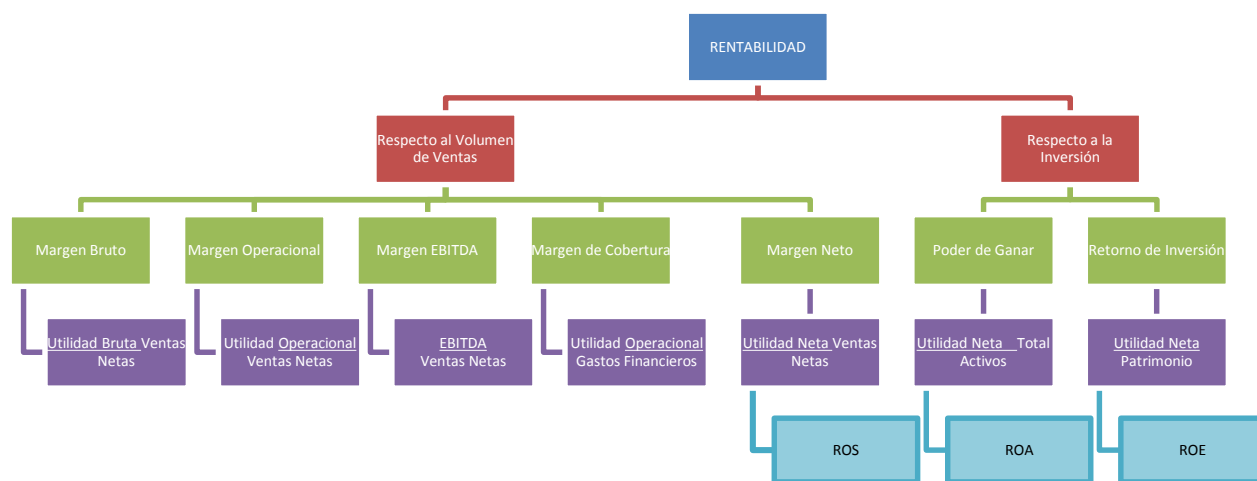 RENTABILIDAD
Respecto al Volumen
de Ventas
Respecto a la
Inversión
Margen Bruto
Margen Operacional
Margen EBITDA
Margen de Cobertura
Margen Neto
Poder de Ganar
Retorno de Inversión
Utilidad Bruta Ventas
Netas
Utilidad Operacional
Ventas Netas
EBITDA
Ventas Netas
Utilidad Operacional
Gastos Financieros
Utilidad Neta Ventas
Netas
Utilidad Neta Total
Activos
Utilidad Neta
Patrimonio
ROS
ROA
ROE